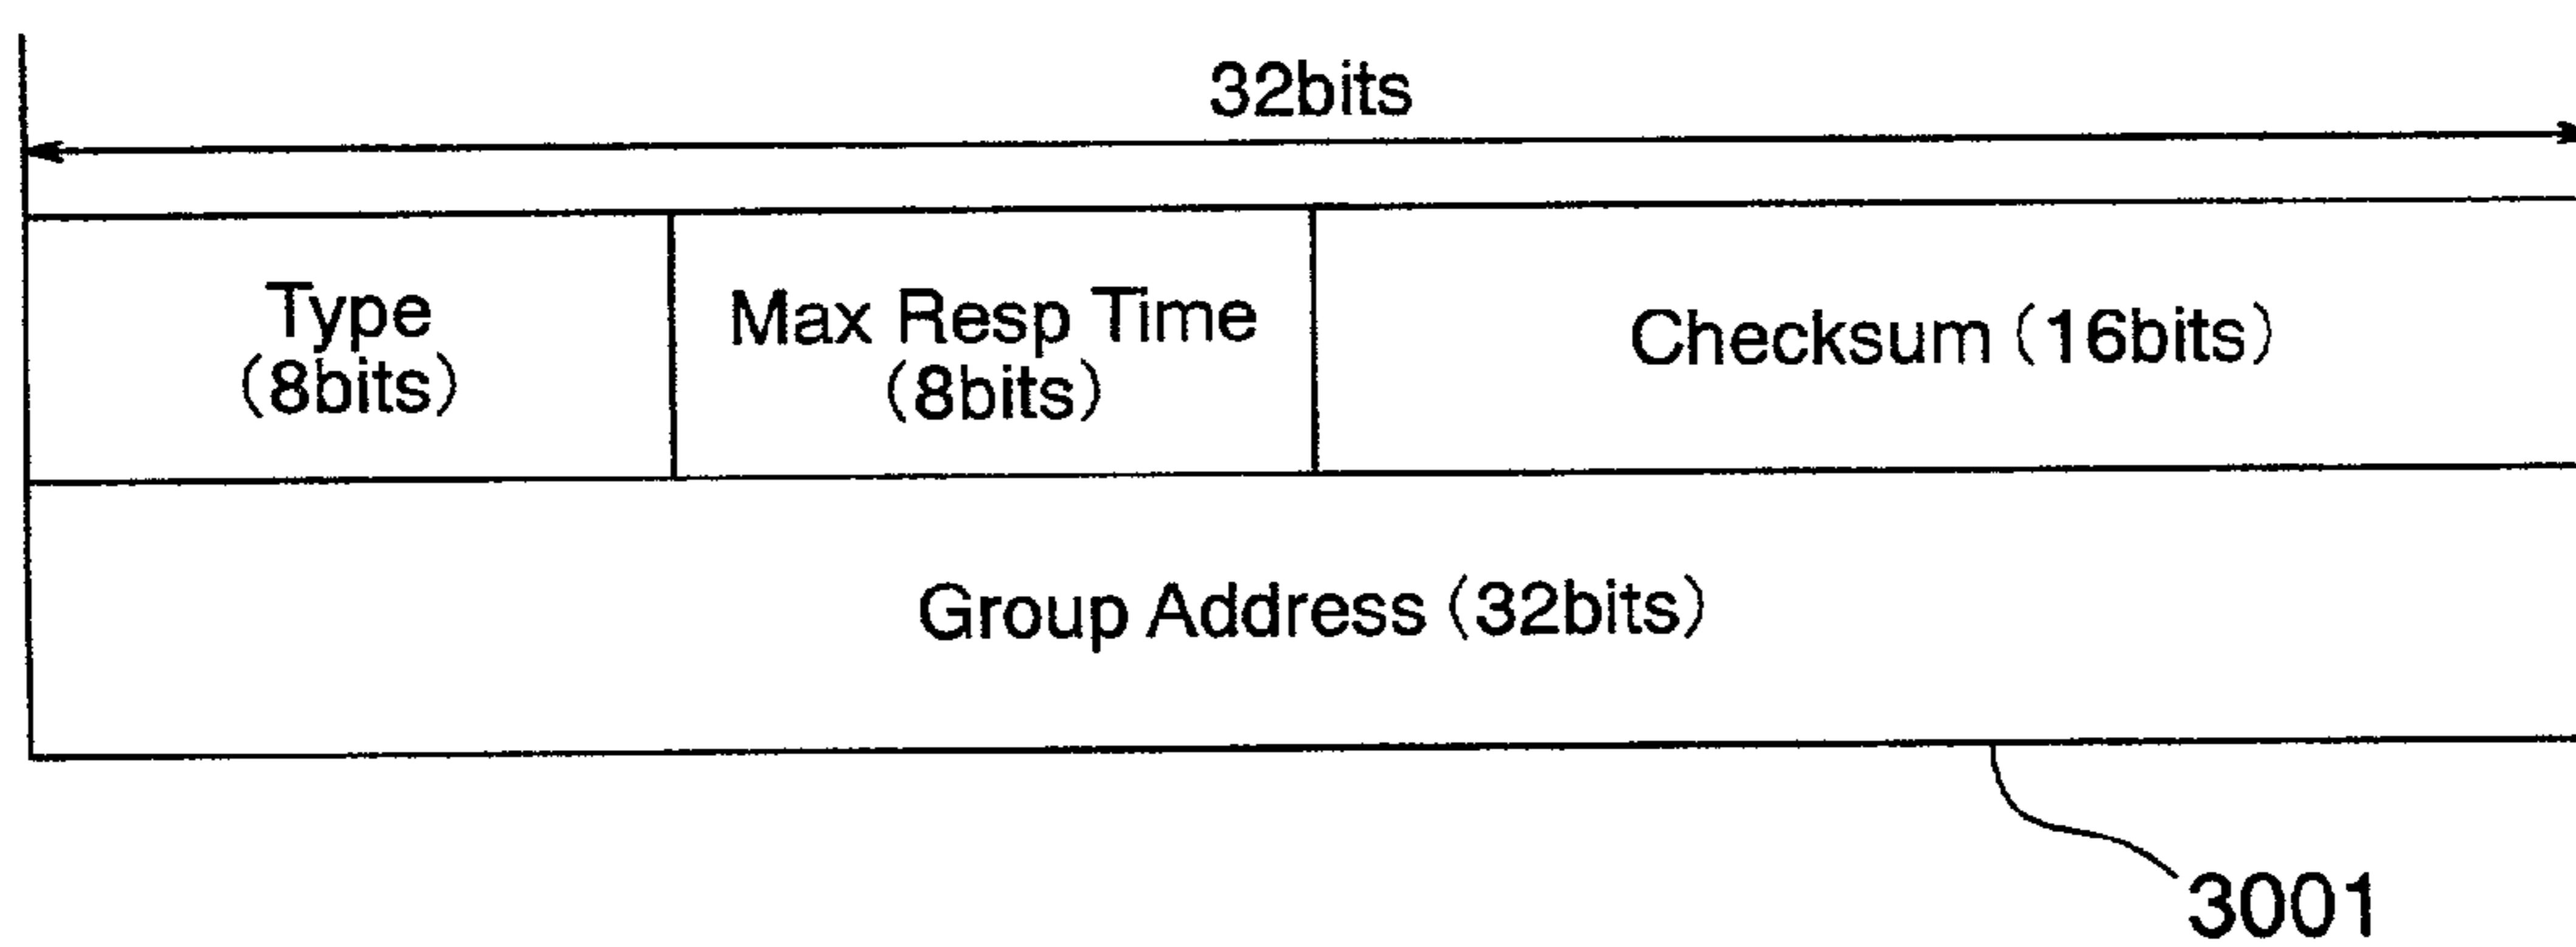 32bits
Type
(8bits)
Max Resp Time
(8bits)
Checksum (16bits)
Group Address (32bits)
3001